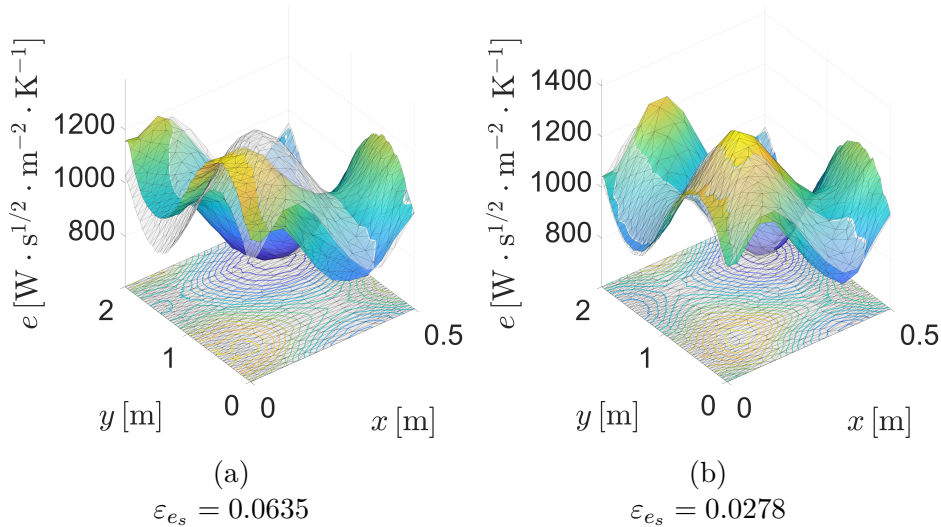 e [W · s^{1/2} · m^{−2} · K^{−1}]
1200
1000
800
2
1
0
0
0.5
y [m]
x [m]
(a)
ε_{e_s} = 0.0635
e [W · s^{1/2} · m^{−2} · K^{−1}]
1400
1200
1000
800
2
1
0
0
0.5
y [m]
x [m]
(b)
ε_{e_s} = 0.0278